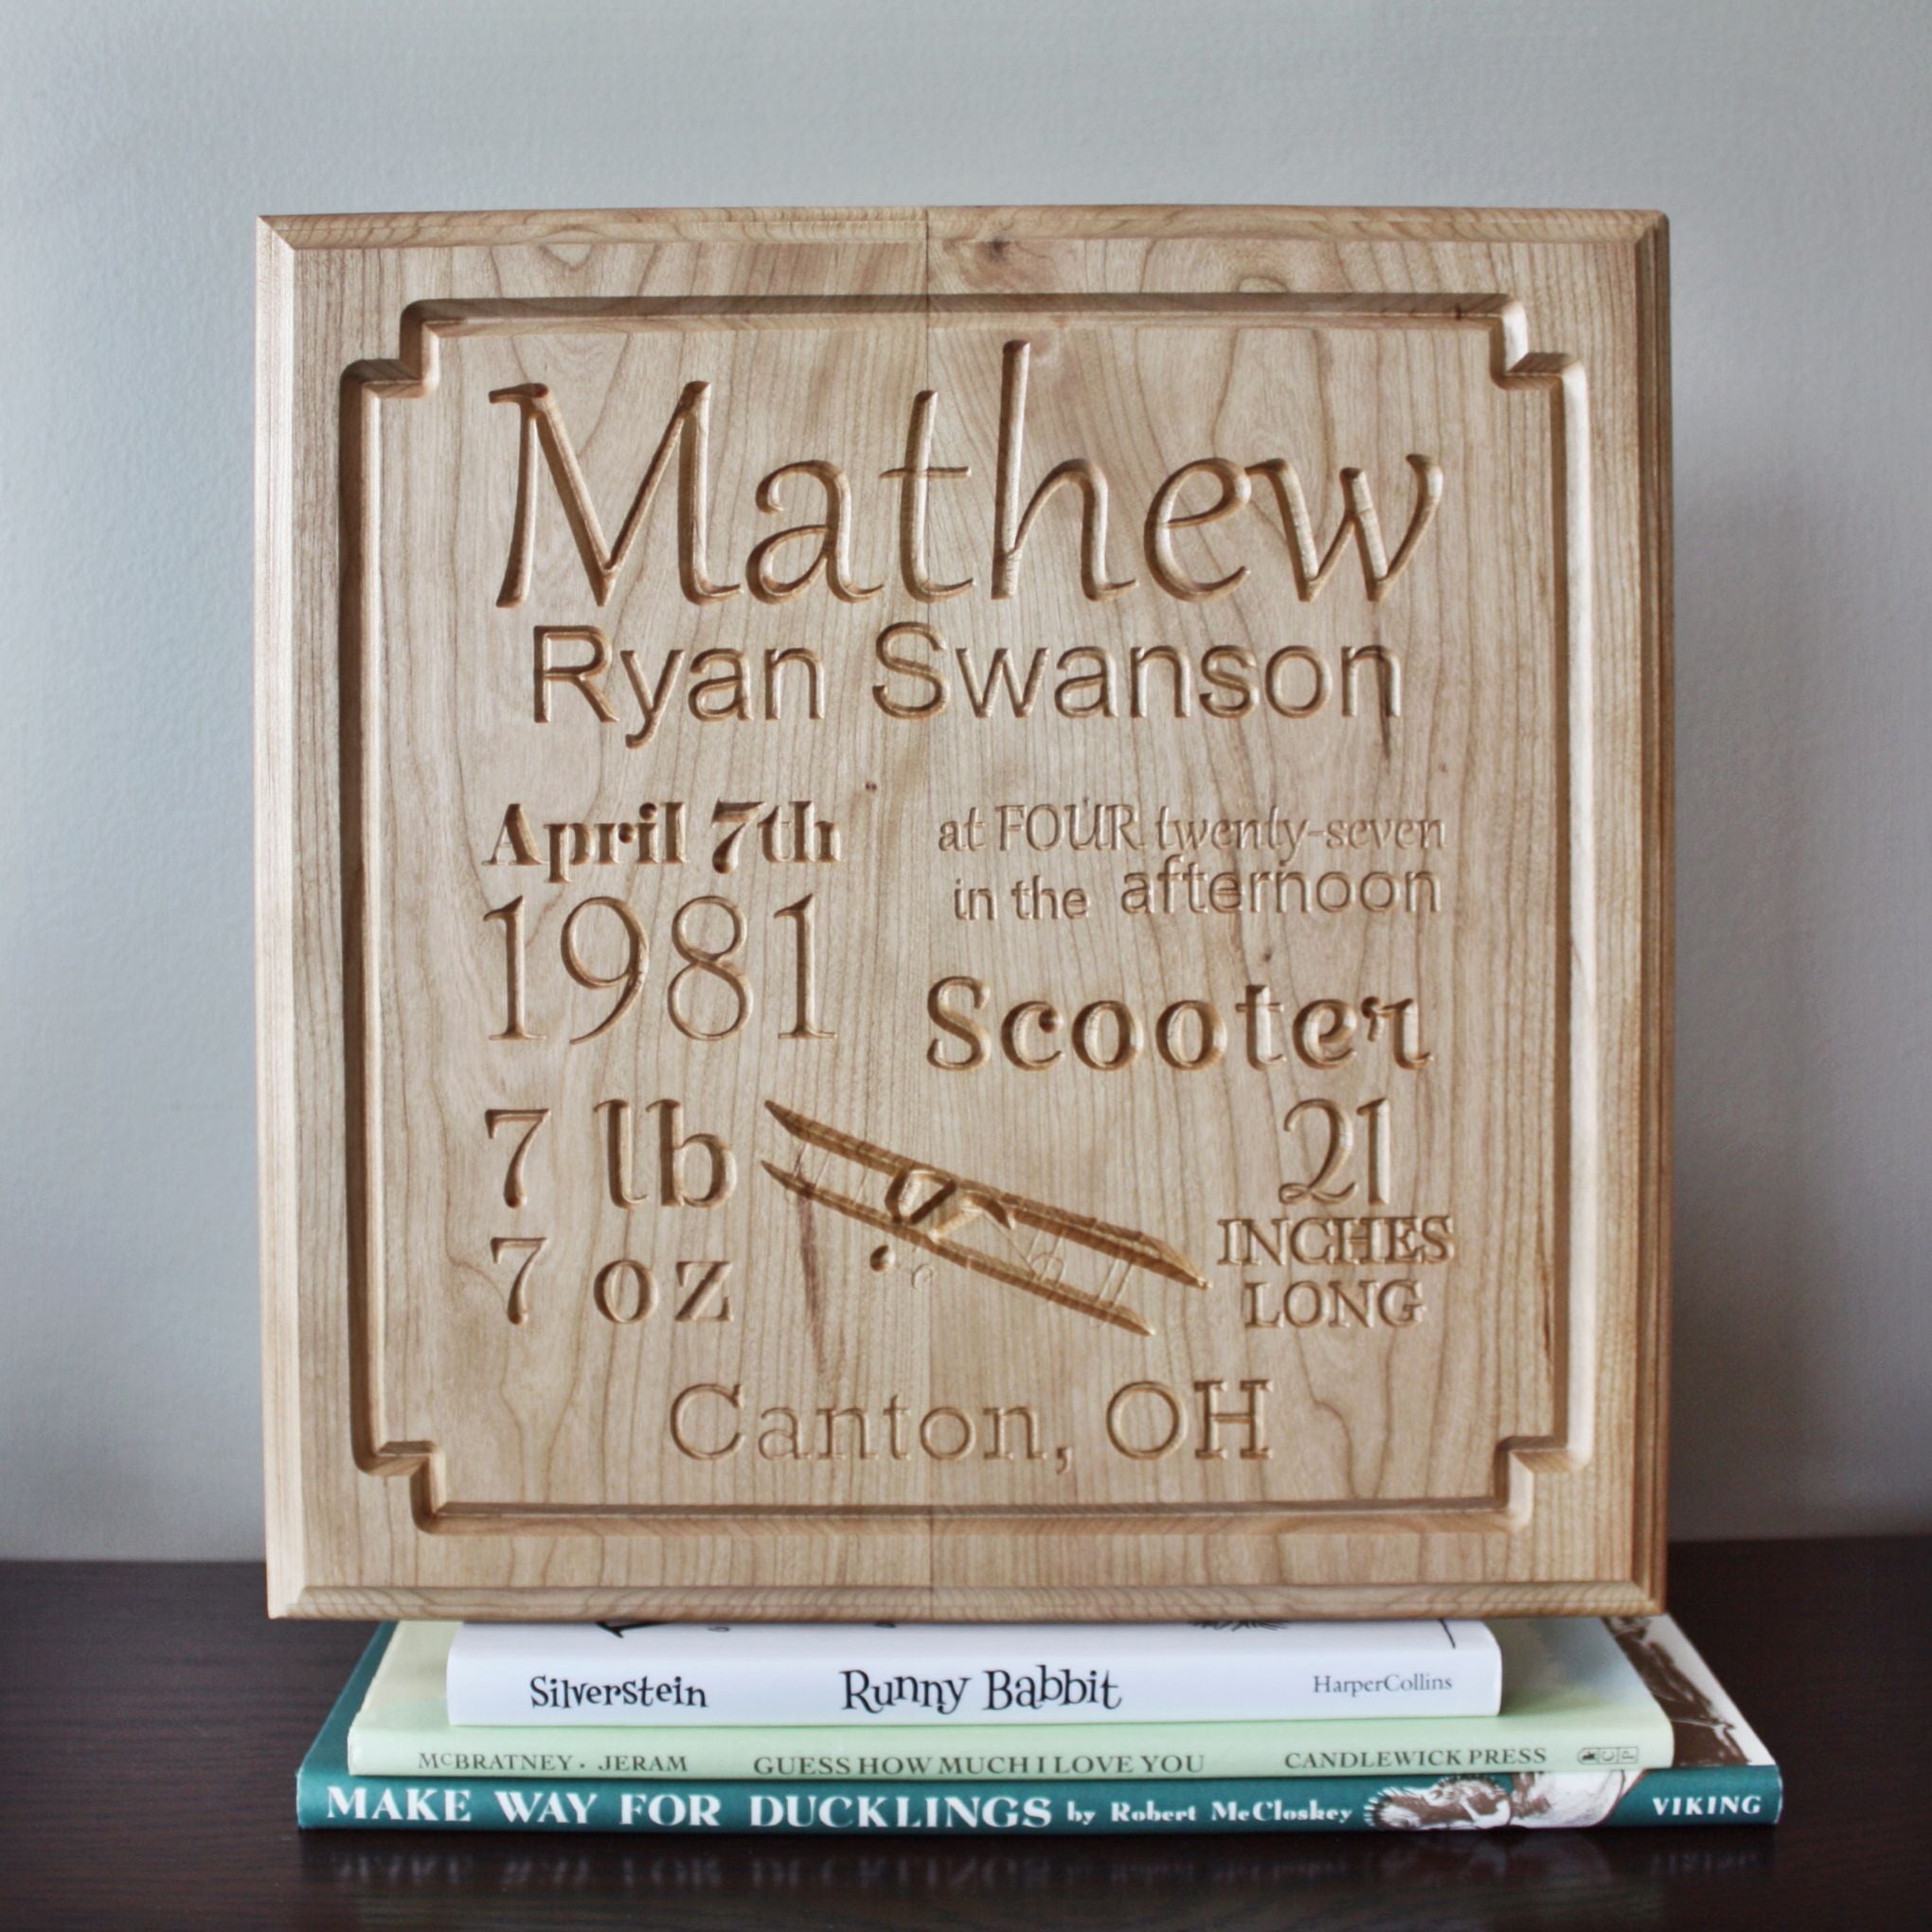 Mathew
Ryan Swanson
April 7th
1981
at FOUR twenty-seven
in the afternoon
Scooter
7 lb
7 oz
21
INCHES
LONG
Canton, OH
Silverstein Runny Babbit HarperCollins
McBRATNEY · JERAM GUESS HOW MUCH I LOVE YOU CANDLEWICK PRESS
MAKE WAY FOR DUCKLINGS by Robert McCloskey VIKING